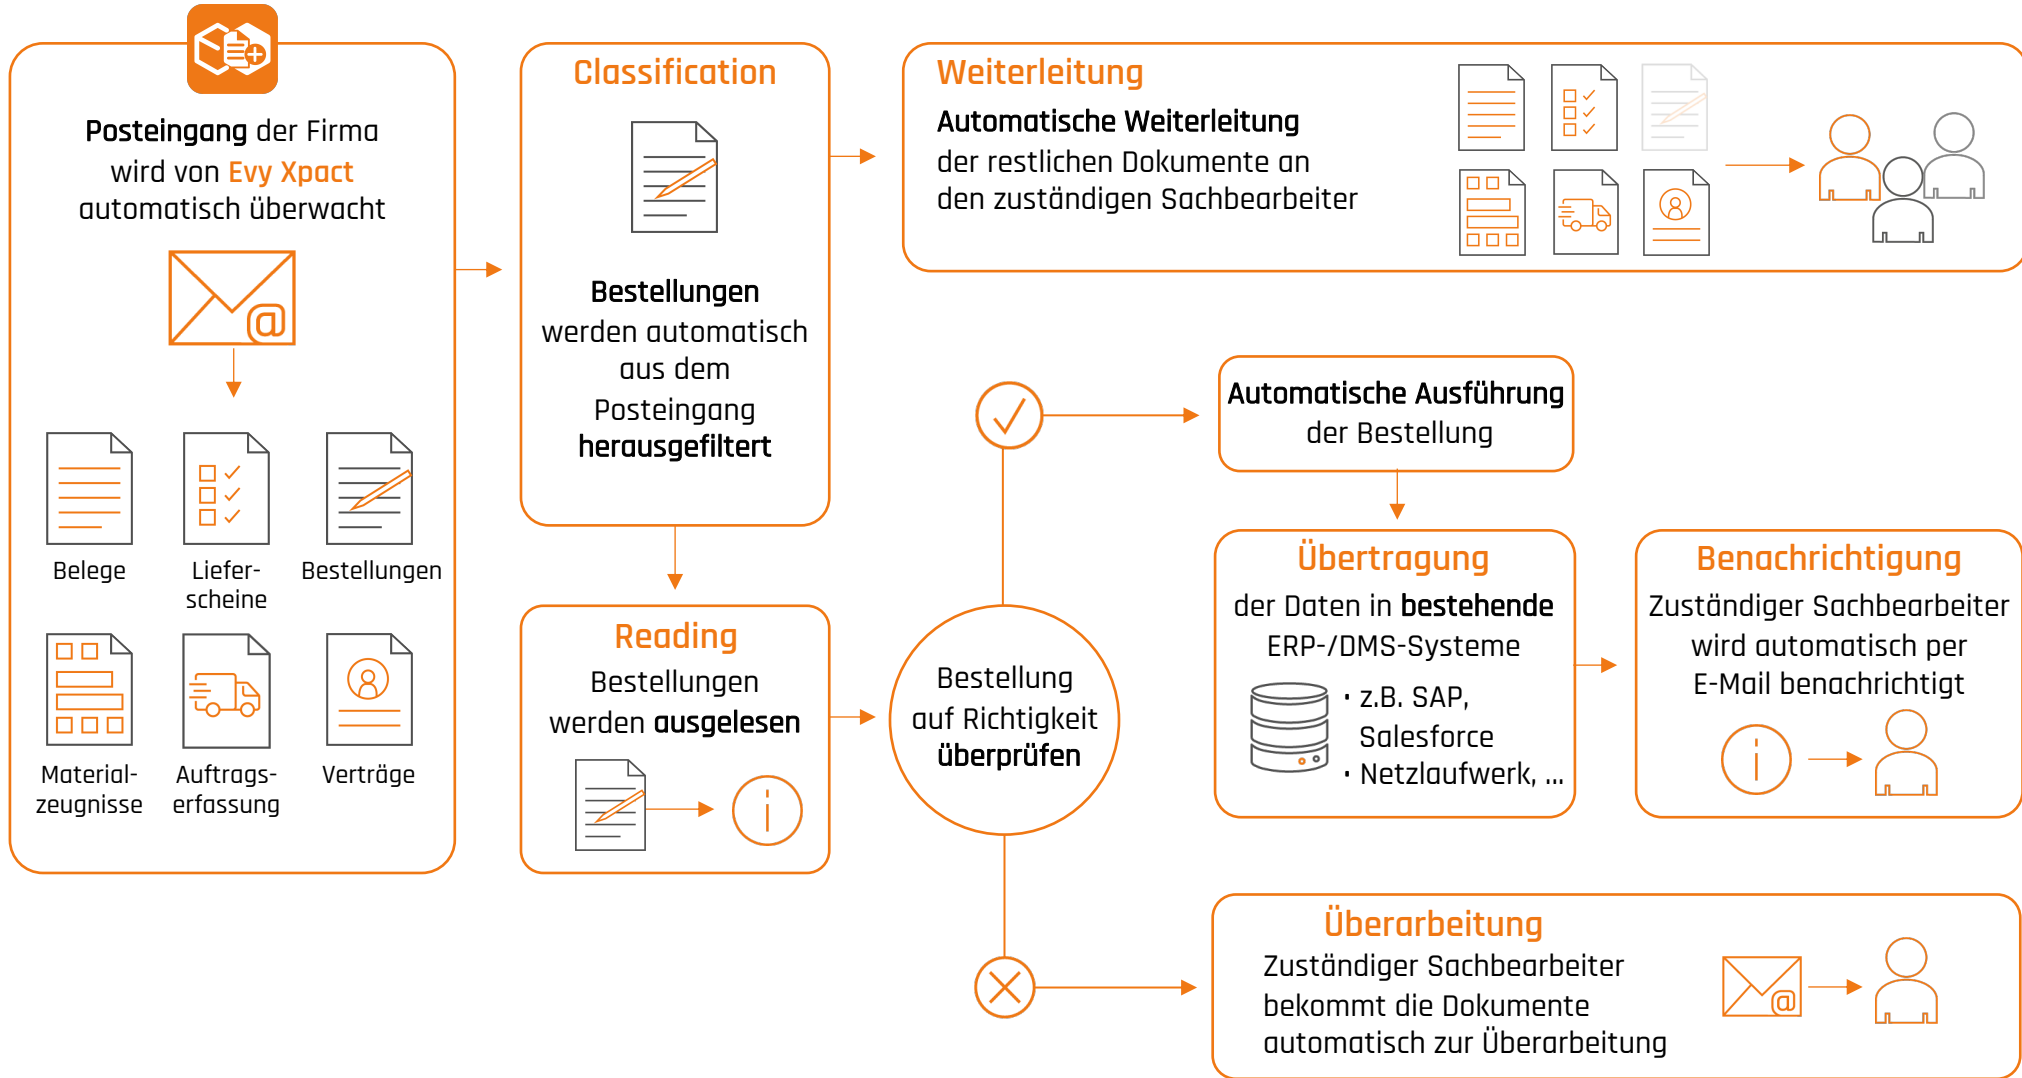 Posteingang der Firma
wird von Evy Xpact
automatisch überwacht
@
Belege
Liefer-
scheine
Bestellungen
Material-
zeugnisse
Auftrags-
erfassung
Verträge
Classification
Bestellungen
werden automatisch
aus dem
Posteingang
herausgefiltert
Reading
Bestellungen
werden ausgelesen
i
Weiterleitung
Automatische Weiterleitung
der restlichen Dokumente an
den zuständigen Sachbearbeiter
Bestellung
auf Richtigkeit
überprüfen
Automatische Ausführung
der Bestellung
Übertragung
der Daten in bestehende
ERP-/DMS-Systeme
· z.B. SAP,
Salesforce
· Netzlaufwerk, ...
Benachrichtigung
Zuständiger Sachbearbeiter
wird automatisch per
E-Mail benachrichtigt
i
Überarbeitung
Zuständiger Sachbearbeiter
bekommt die Dokumente
automatisch zur Überarbeitung
@